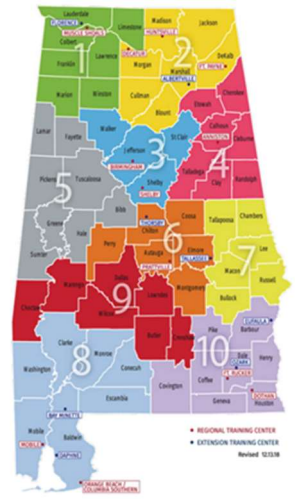 Lauderdale
FLORENCE
MUSCLE SHOALS
Colbert
Limestone
Madison
HUNTSVILLE
Jackson
1
Franklin
Lawrence
DECATUR
Morgan
2
Marshall
ALBERTVILLE
DeKalb
FT. PAYNE
Marion
Winston
Cullman
Blount
Cherokee
Etowah
Lamar
Fayette
Walker
Jefferson
BIRMINGHAM
3
St.Clair
Calhoun
ANNISTON
Cleburne
4
Talladega
Clay
Randolph
Pickens
5
Tuscaloosa
Shelby
SHELBY
Bibb
Greene
Hale
Sumter
Perry
THORSBY
Chilton
6
Coosa
Autauga
PRATTVILLE
Elmore
TALLASSEE
Tallapoosa
Chambers
Lee
7
Macon
Russell
Montgomery
Bullock
Choctaw
Marengo
Dallas
9
Wilcox
Lowndes
Butler
Crenshaw
Clarke
Washington
8
Monroe
Conecuh
Escambia
Covington
Pike
10
Barbour
EUFAULA
Dale
OZARK
Henry
Coffee
FT. RUCKER
Geneva
DOTHAN
Houston
Mobile
MOBILE
BAY MINETTE
Baldwin
DAPHNE
ORANGE BEACH /
COLUMBIA SOUTHERN
REGIONAL TRAINING CENTER
EXTENSION TRAINING CENTER
Revised 12.13.18